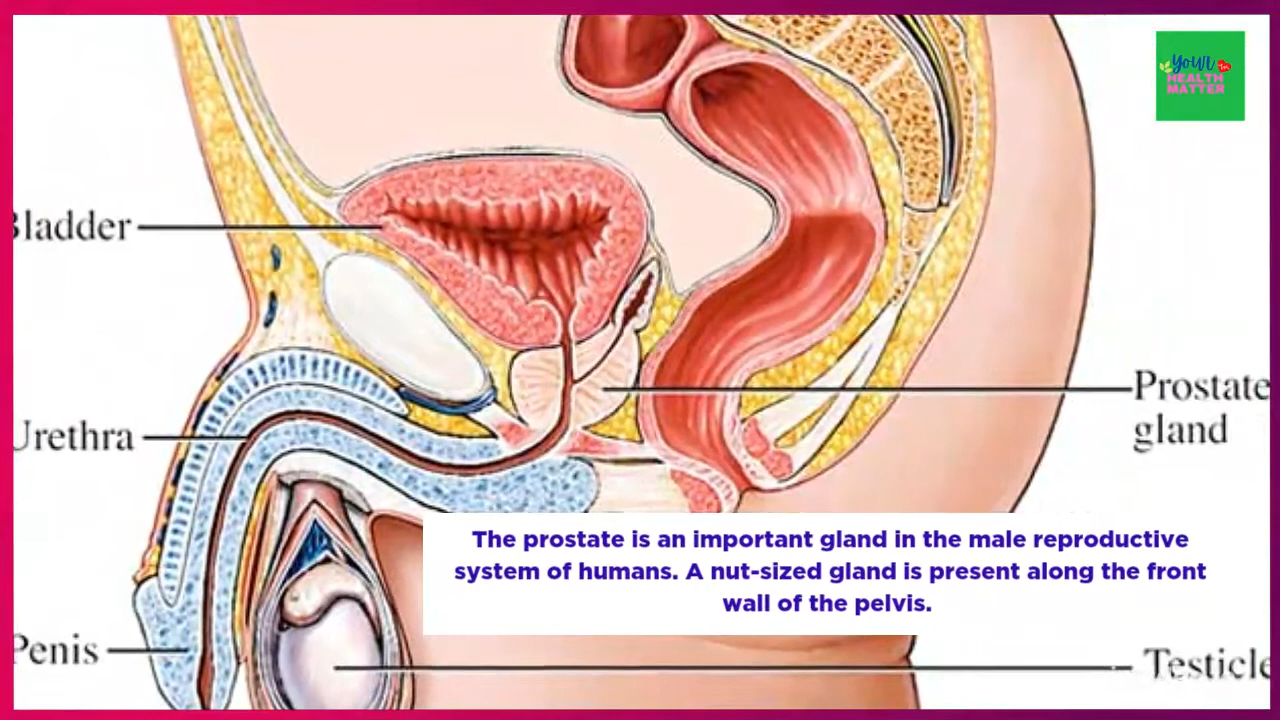 your
HEALTH
MATTER
Bladder
Prostate
gland
Urethra
The prostate is an important gland in the male reproductive
system of humans. A nut-sized gland is present along the front
wall of the pelvis.
Penis
Testicle